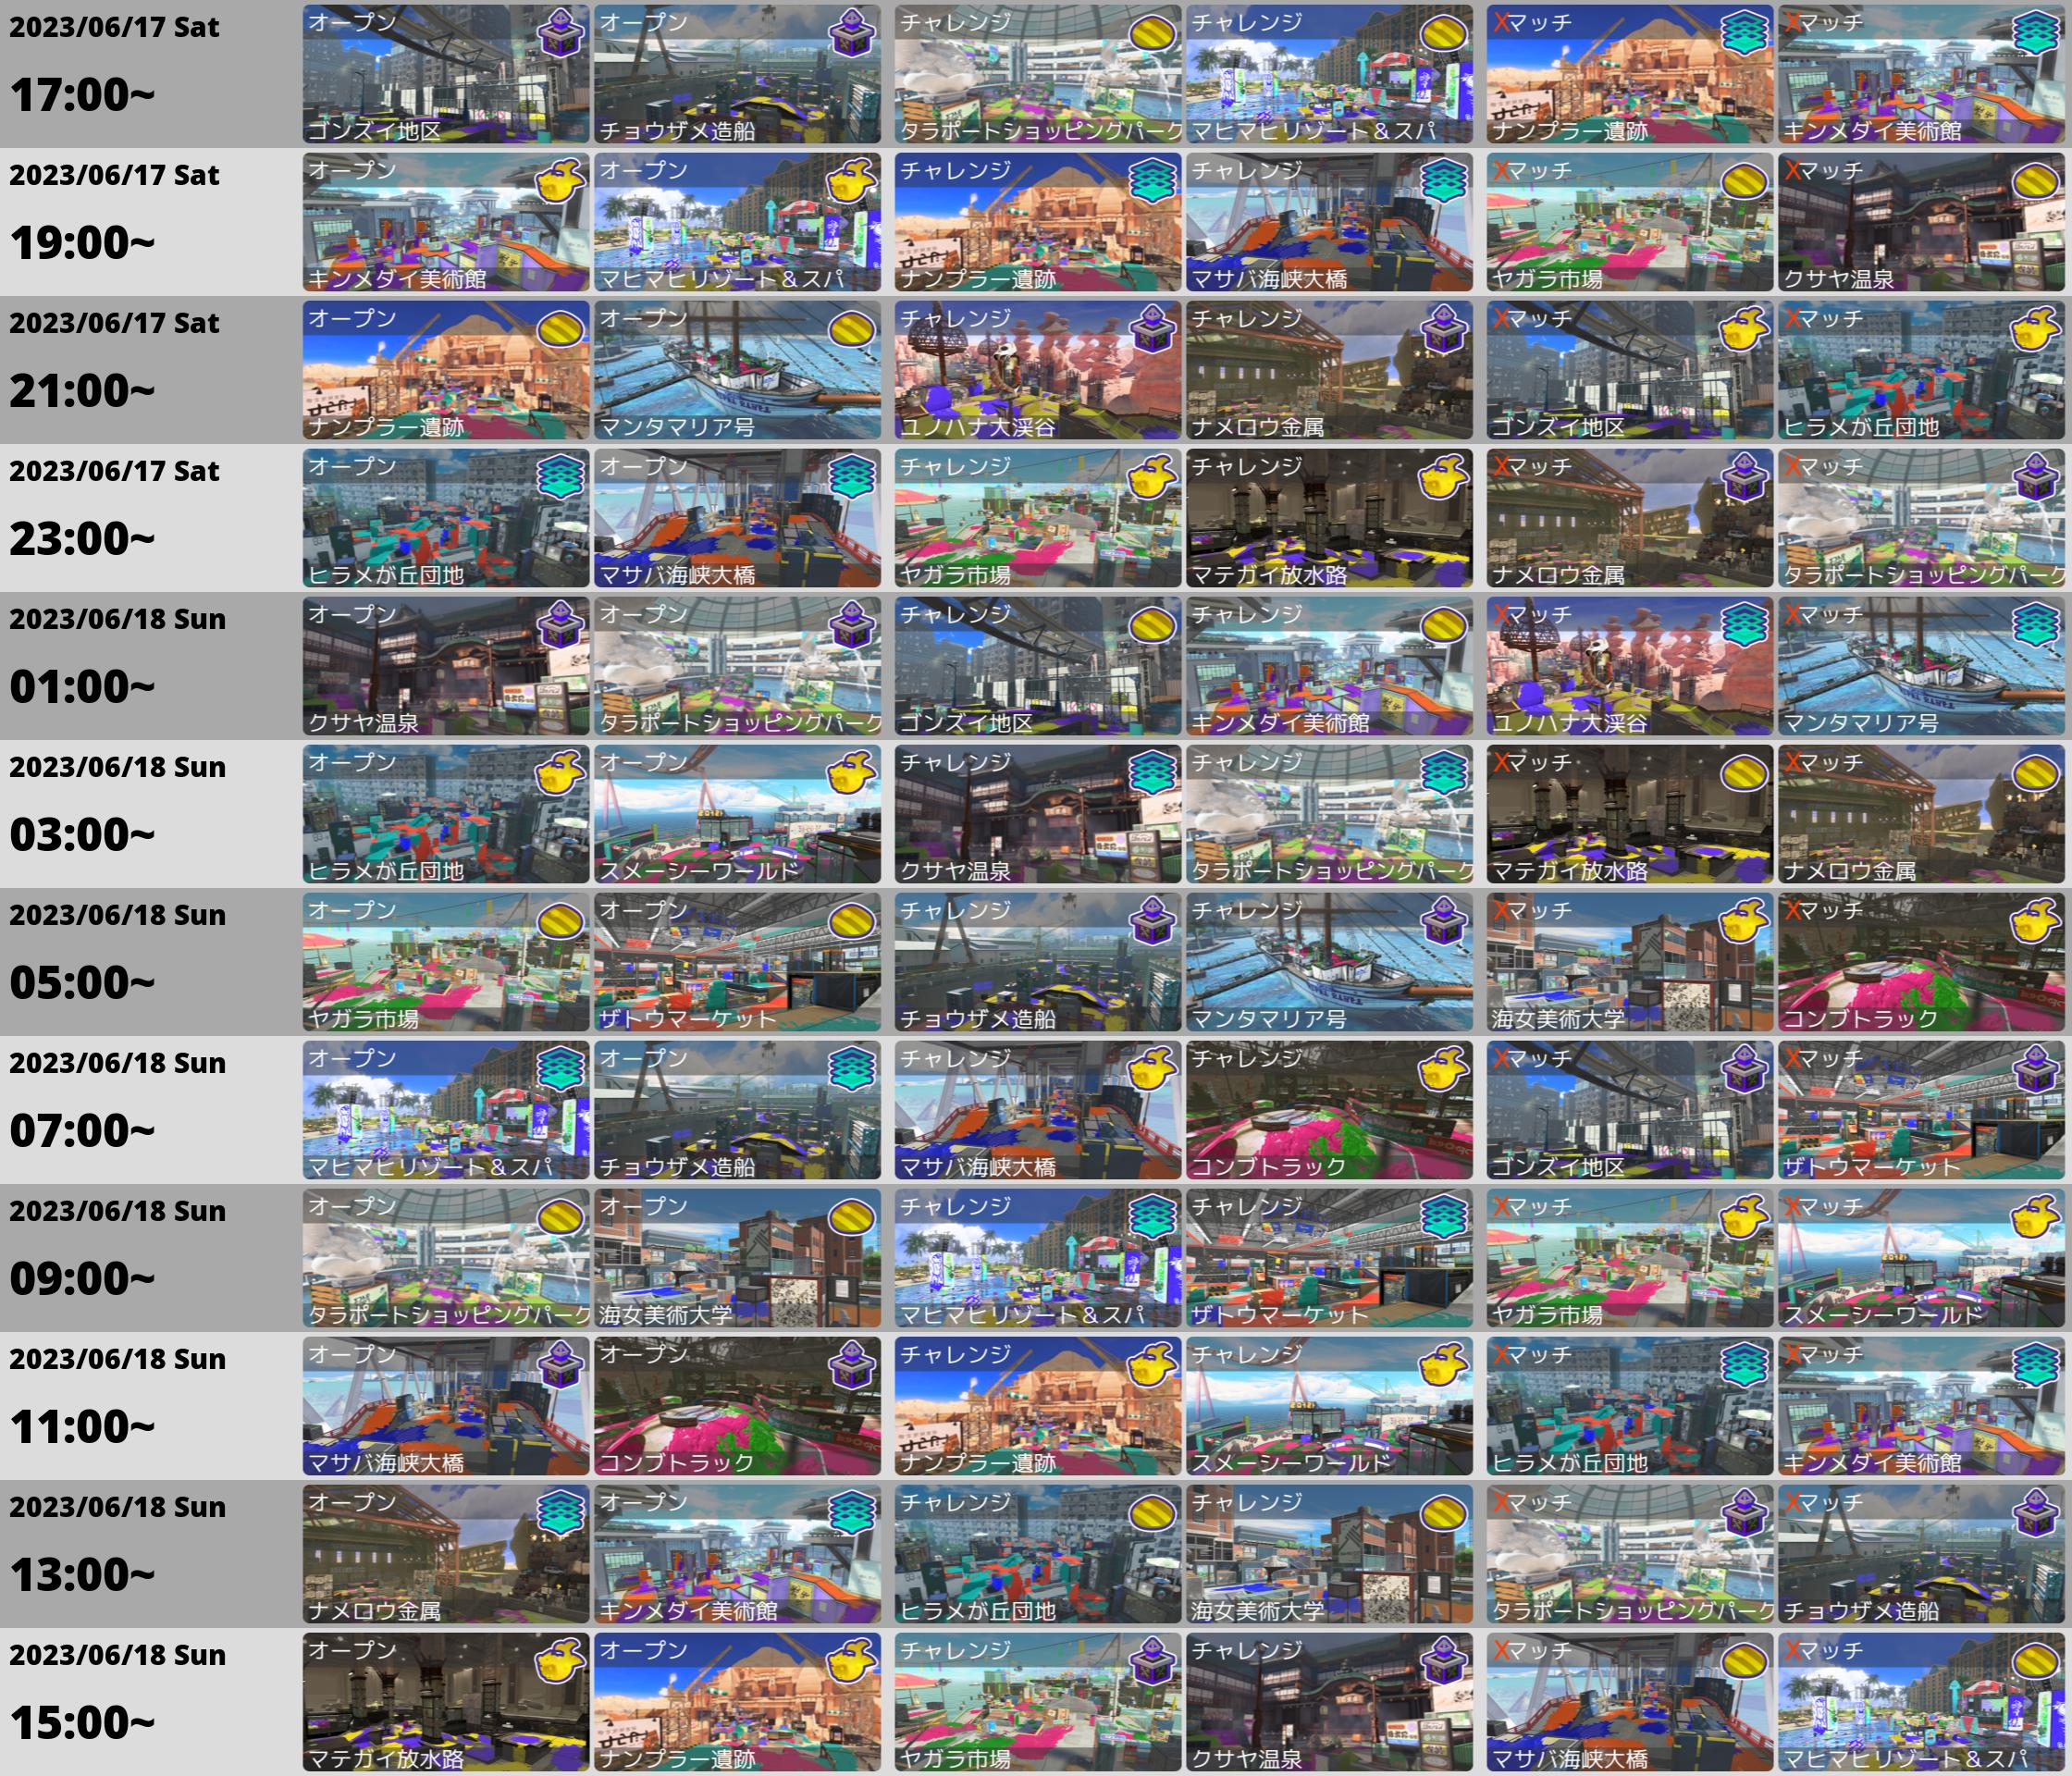 2023/06/17 Sat
17:00~
オープン オープン チャレンジ チャレンジ Xマッチ Xマッチ
ゴンズイ地区 チョウザメ造船 タラポートショッピングパーク マヒマヒリゾート&スパ ナンプラー遺跡 キンメダイ美術館
2023/06/17 Sat
19:00~
オープン オープン チャレンジ チャレンジ Xマッチ Xマッチ
キンメダイ美術館 マヒマヒリゾート&スパ ナンプラー遺跡 マサバ海峡大橋 ヤガラ市場 クサヤ温泉
2023/06/17 Sat
21:00~
オープン オープン チャレンジ チャレンジ Xマッチ Xマッチ
ナンプラー遺跡 マンタマリア号 ユノハナ大渓谷 ナメロウ金属 ゴンズイ地区 ヒラメが丘団地
2023/06/17 Sat
23:00~
オープン オープン チャレンジ チャレンジ Xマッチ Xマッチ
ヒラメが丘団地 マサバ海峡大橋 ヤガラ市場 マテガイ放水路 ナメロウ金属 タラポートショッピングパーク
2023/06/18 Sun
01:00~
オープン オープン チャレンジ チャレンジ Xマッチ Xマッチ
クサヤ温泉 タラポートショッピングパーク ゴンズイ地区 キンメダイ美術館 ユノハナ大渓谷 マンタマリア号
2023/06/18 Sun
03:00~
オープン オープン チャレンジ チャレンジ Xマッチ Xマッチ
ヒラメが丘団地 スメーシーワールド クサヤ温泉 タラポートショッピングパーク マテガイ放水路 ナメロウ金属
2023/06/18 Sun
05:00~
オープン オープン チャレンジ チャレンジ Xマッチ Xマッチ
ヤガラ市場 ザトウマーケット チョウザメ造船 マンタマリア号 海女美術大学 コンブトラック
2023/06/18 Sun
07:00~
オープン オープン チャレンジ チャレンジ Xマッチ Xマッチ
マヒマヒリゾート&スパ チョウザメ造船 マサバ海峡大橋 コンブトラック ゴンズイ地区 ザトウマーケット
2023/06/18 Sun
09:00~
オープン オープン チャレンジ チャレンジ Xマッチ Xマッチ
タラポートショッピングパーク 海女美術大学 マヒマヒリゾート&スパ ザトウマーケット ヤガラ市場 スメーシーワールド
2023/06/18 Sun
11:00~
オープン オープン チャレンジ チャレンジ Xマッチ Xマッチ
マサバ海峡大橋 コンブトラック ナンプラー遺跡 スメーシーワールド ヒラメが丘団地 キンメダイ美術館
2023/06/18 Sun
13:00~
オープン オープン チャレンジ チャレンジ Xマッチ Xマッチ
ナメロウ金属 キンメダイ美術館 ヒラメが丘団地 海女美術大学 タラポートショッピングパーク チョウザメ造船
2023/06/18 Sun
15:00~
オープン オープン チャレンジ チャレンジ Xマッチ Xマッチ
マテガイ放水路 ナンプラー遺跡 ヤガラ市場 クサヤ温泉 マサバ海峡大橋 マヒマヒリゾート&スパ